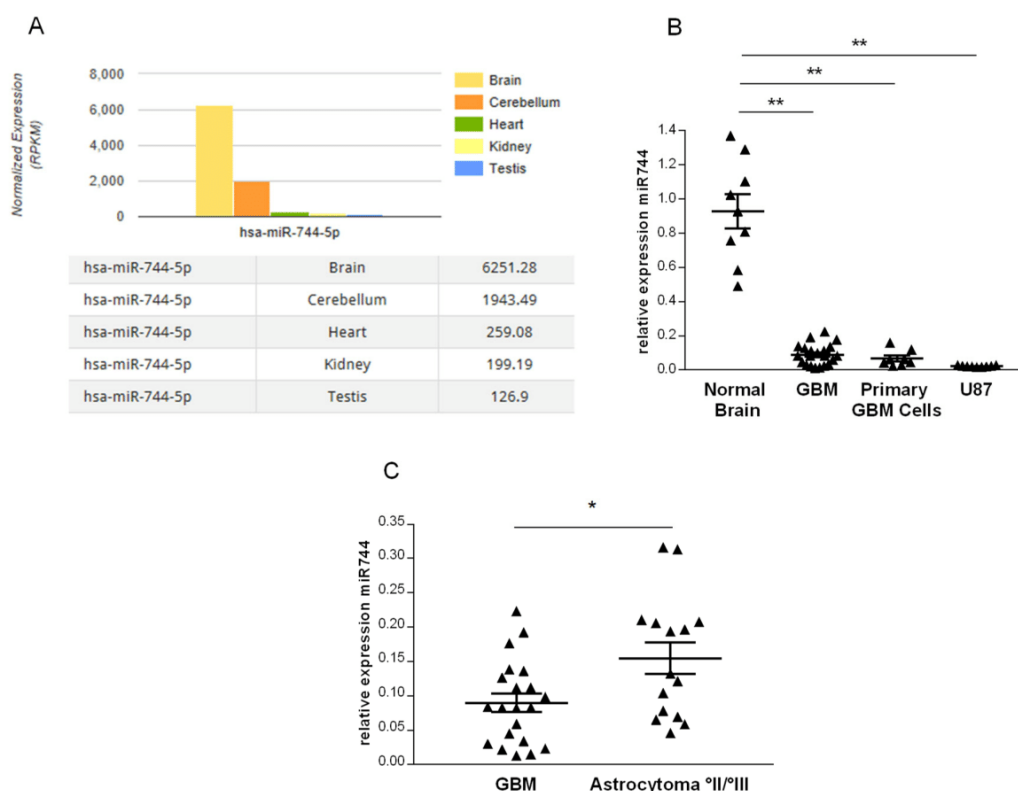 A
Normalized Expression
(RPKM)
8,000
6,000
4,000
2,000
0
hsa-miR-744-5p
Brain
Cerebellum
Heart
Kidney
Testis
hsa-miR-744-5p Brain 6251.28
hsa-miR-744-5p Cerebellum 1943.49
hsa-miR-744-5p Heart 259.08
hsa-miR-744-5p Kidney 199.19
hsa-miR-744-5p Testis 126.9
B
**
**
**
relative expression miR744
1.4
1.2
1.0
0.8
0.6
0.4
0.2
0.0
Normal
Brain
GBM
Primary
GBM Cells
U87
C
*
relative expression miR744
0.35
0.30
0.25
0.20
0.15
0.10
0.05
0.00
GBM
Astrocytoma °II/°III